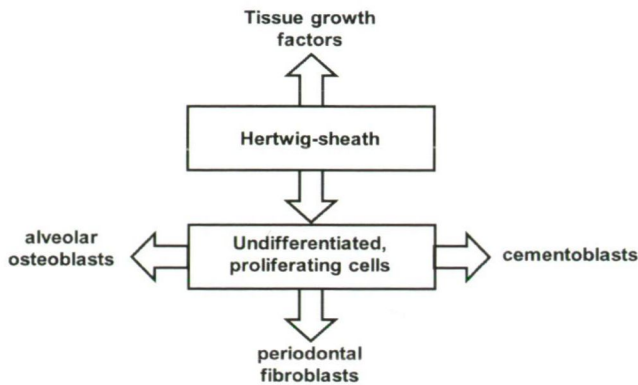 Tissue growth
factors
Hertwig-sheath
alveolar
osteoblasts
Undifferentiated,
proliferating cells
cementoblasts
periodontal
fibroblasts